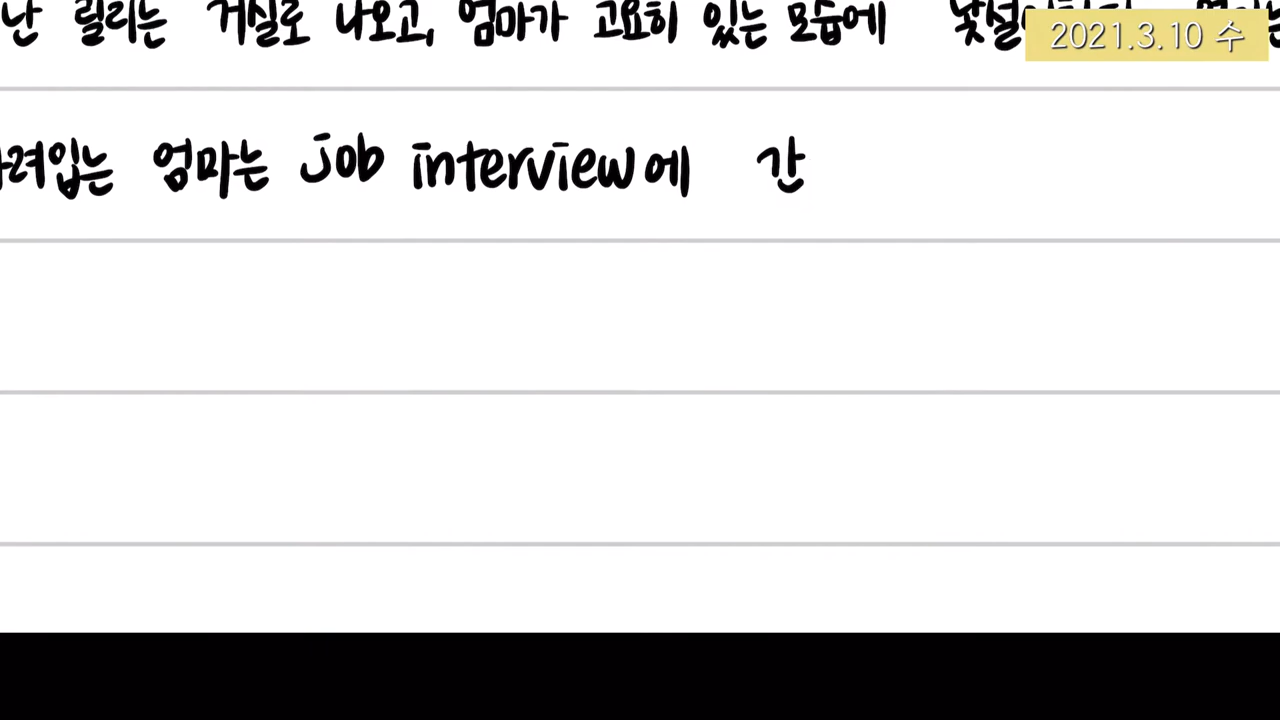 난 릴리는 거실로 나오고, 엄마가 고요히 있는 모습에
2021.3.10 수
려입는 엄마는 job interview에 간